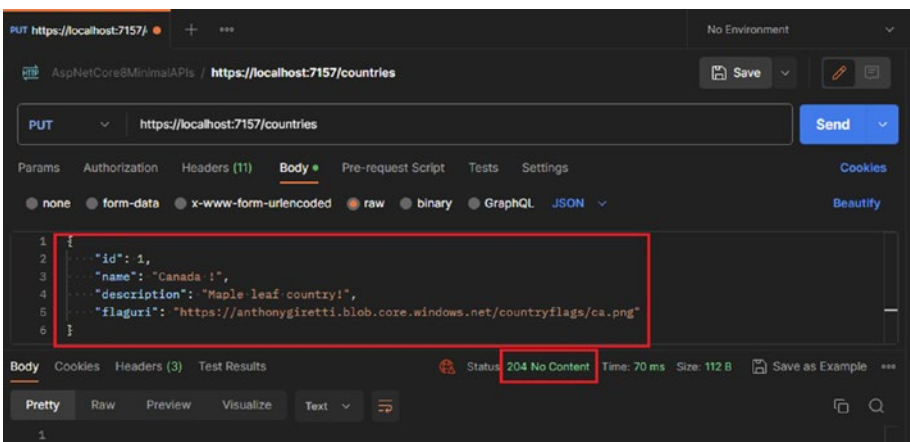 PUT https://localhost:7157/ No Environment
HTTP AspNetCore8MinimalAPIs / https://localhost:7157/countries Save
PUT https://localhost:7157/countries Send
Params Authorization Headers (11) Body Pre-request Script Tests Settings Cookies
none form-data x-www-form-urlencoded raw binary GraphQL JSON Beautify
1 {
2 "id": 1,
3 "name": "Canada !",
4 "description": "Maple leaf country!",
5 "flaguri": "https://anthonygiretti.blob.core.windows.net/countryflags/ca.png"
6 }
Body Cookies Headers (3) Test Results Status 204 No Content Time: 70 ms Size: 112 B Save as Example
Pretty Raw Preview Visualize Text
1